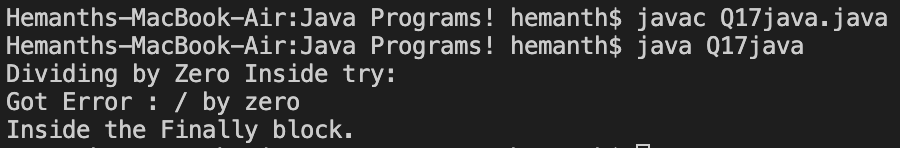 Hemanths-MacBook-Air:Java Programs! hemanth$ javac Q17java.java
Hemanths-MacBook-Air:Java Programs! hemanth$ java Q17java
Dividing by Zero Inside try:
Got Error : / by zero
Inside the Finally block.